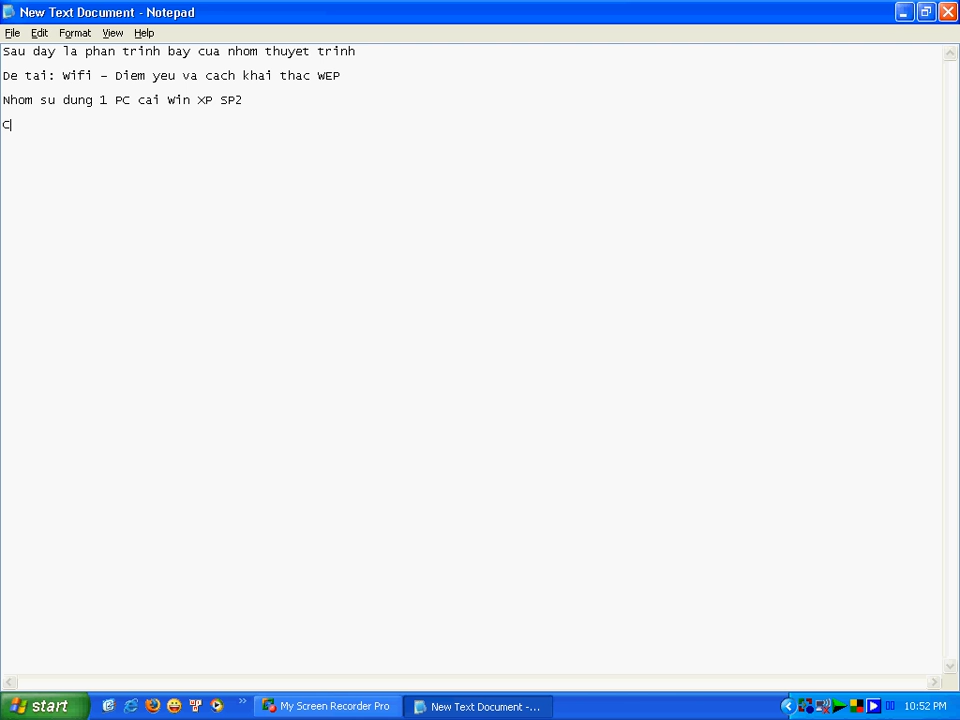 New Text Document - Notepad
File Edit Format View Help
Sau day la phan trinh bay cua nhom thuyet trinh
De tai: Wifi - Diem yeu va cach khai thac WEP
Nhom su dung 1 PC cai Win XP SP2
C
start My Screen Recorder Pro New Text Document -... 10:52 PM